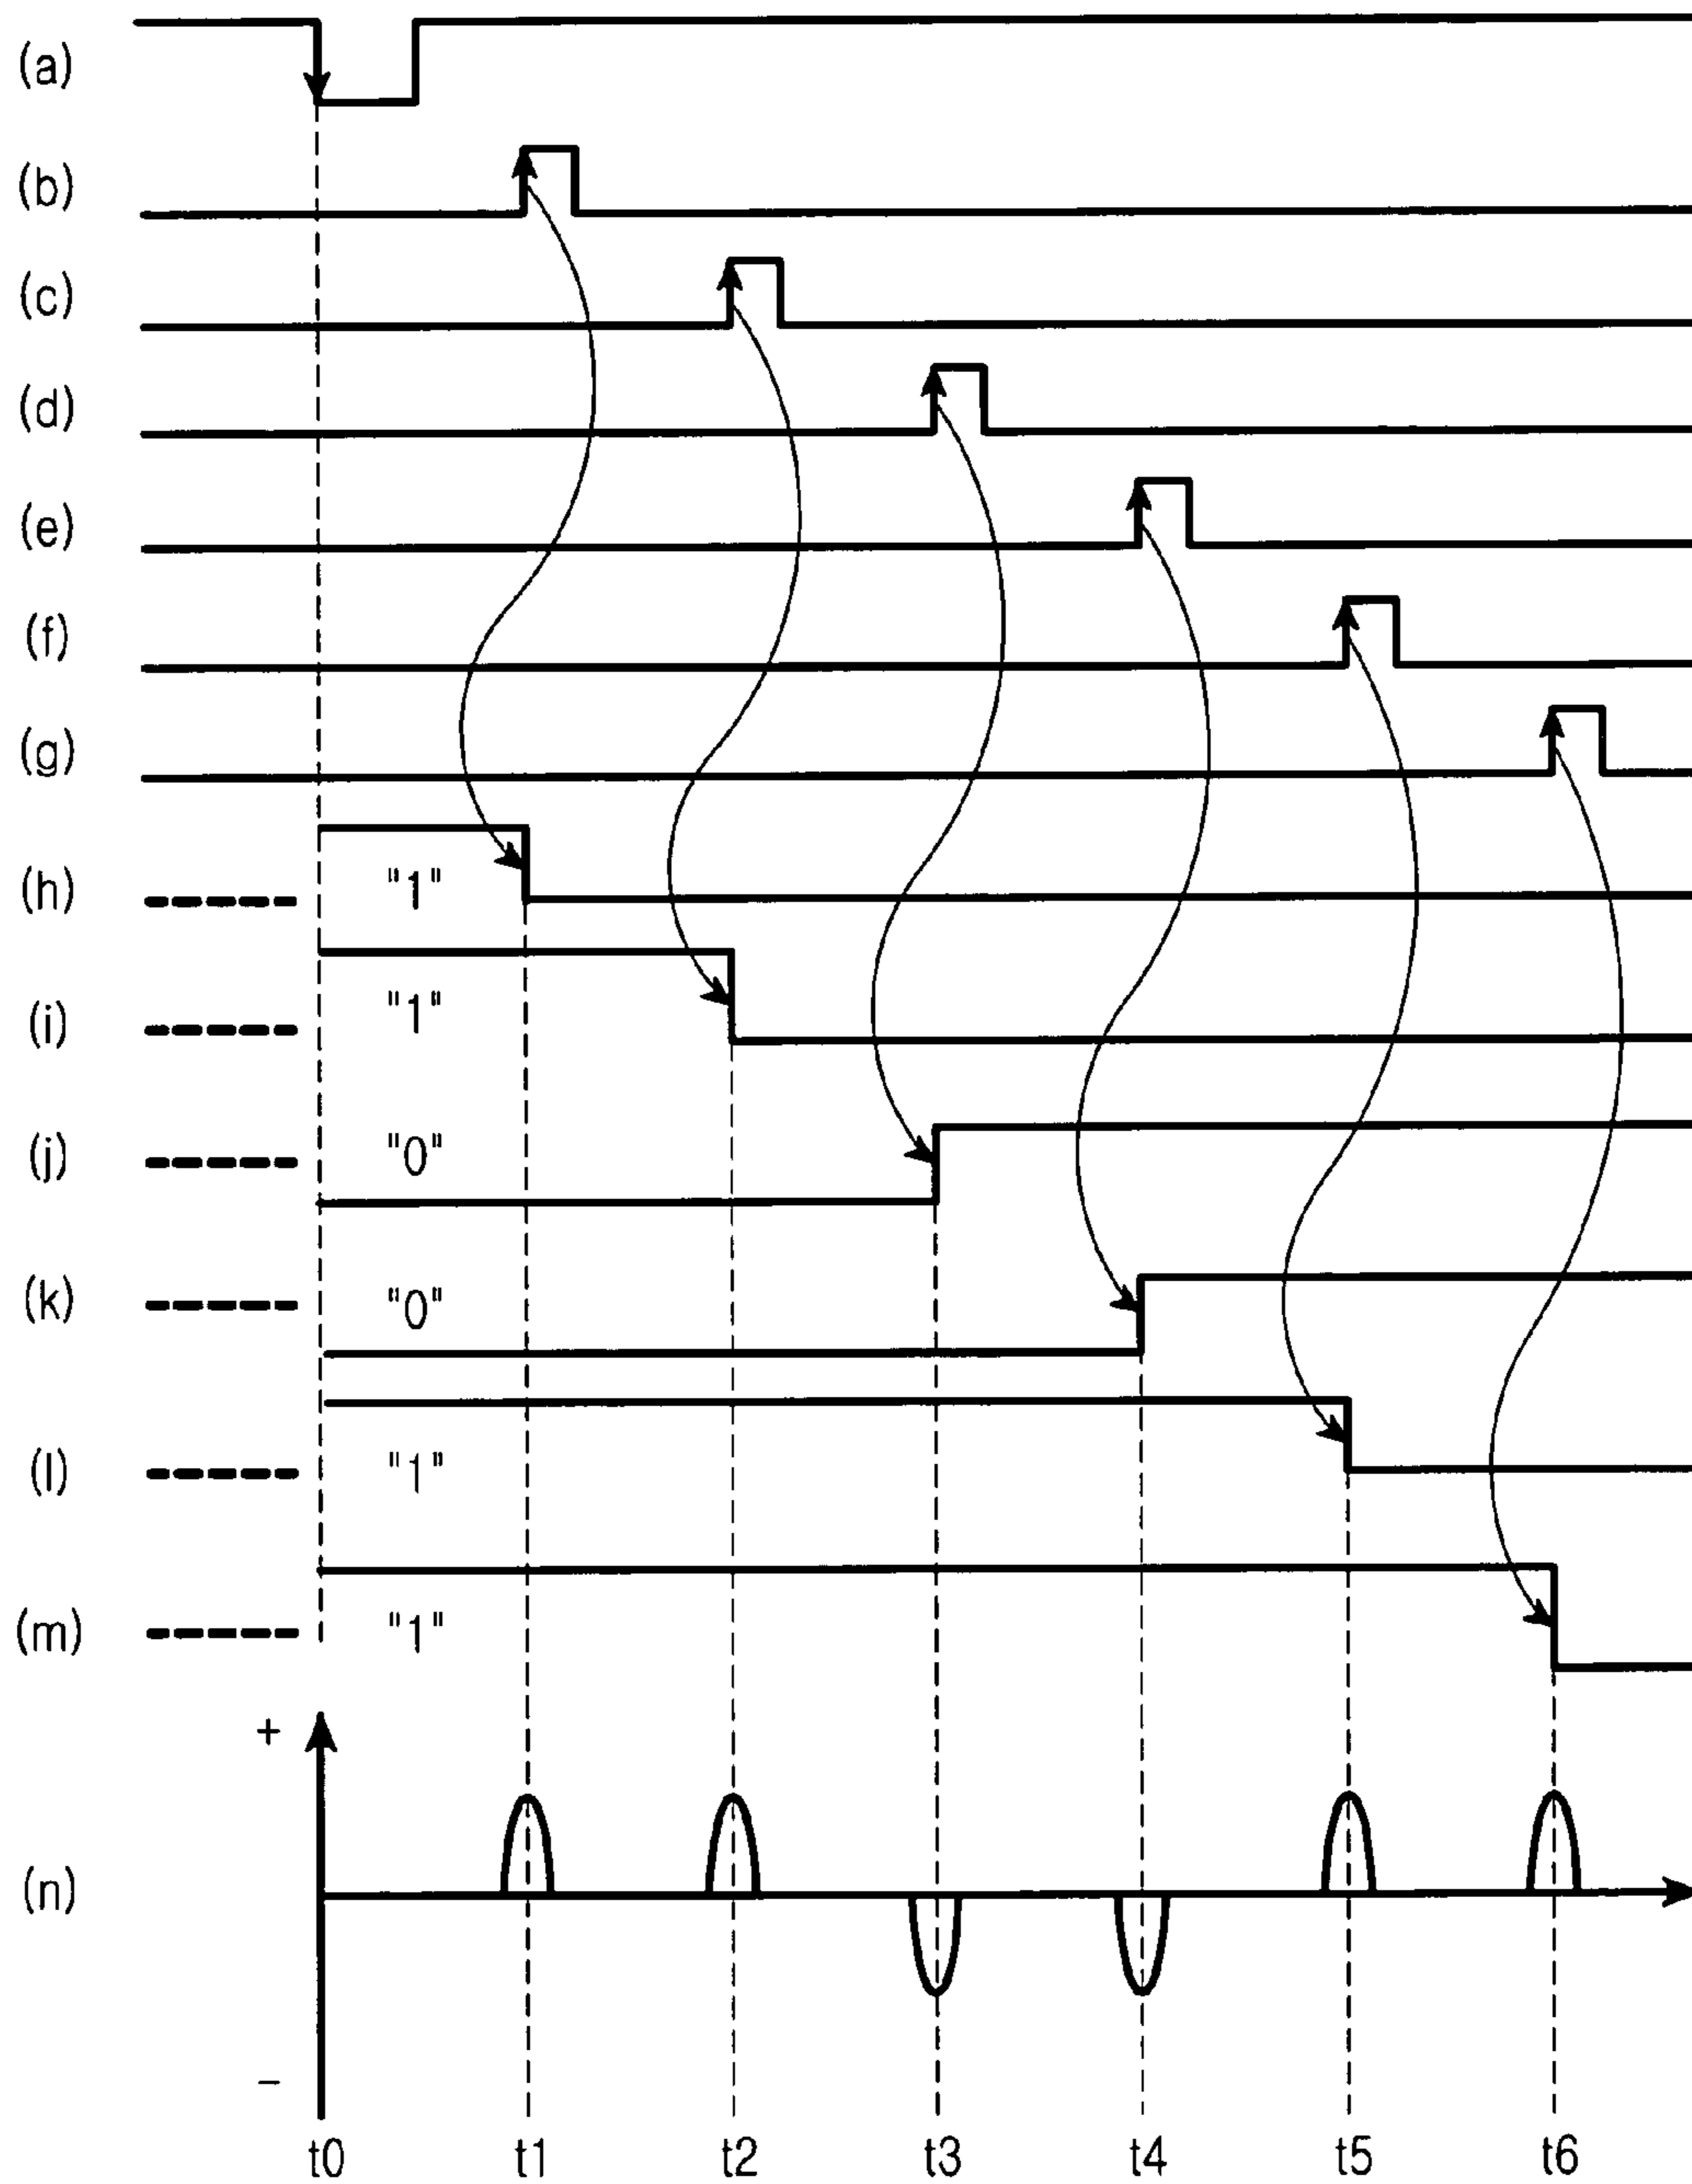 (a)
(b)
(c)
(d)
(e)
(f)
(g)
(h) "1"
(i) "1"
(j) "0"
(k) "0"
(l) "1"
(m) "1"
+
(n)
−
t0 t1 t2 t3 t4 t5 t6